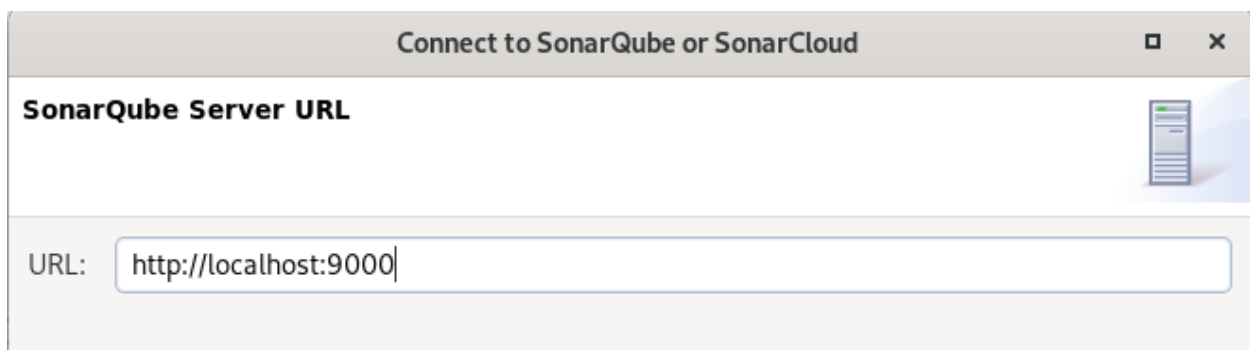 Connect to SonarQube or SonarCloud
SonarQube Server URL
URL: http://localhost:9000